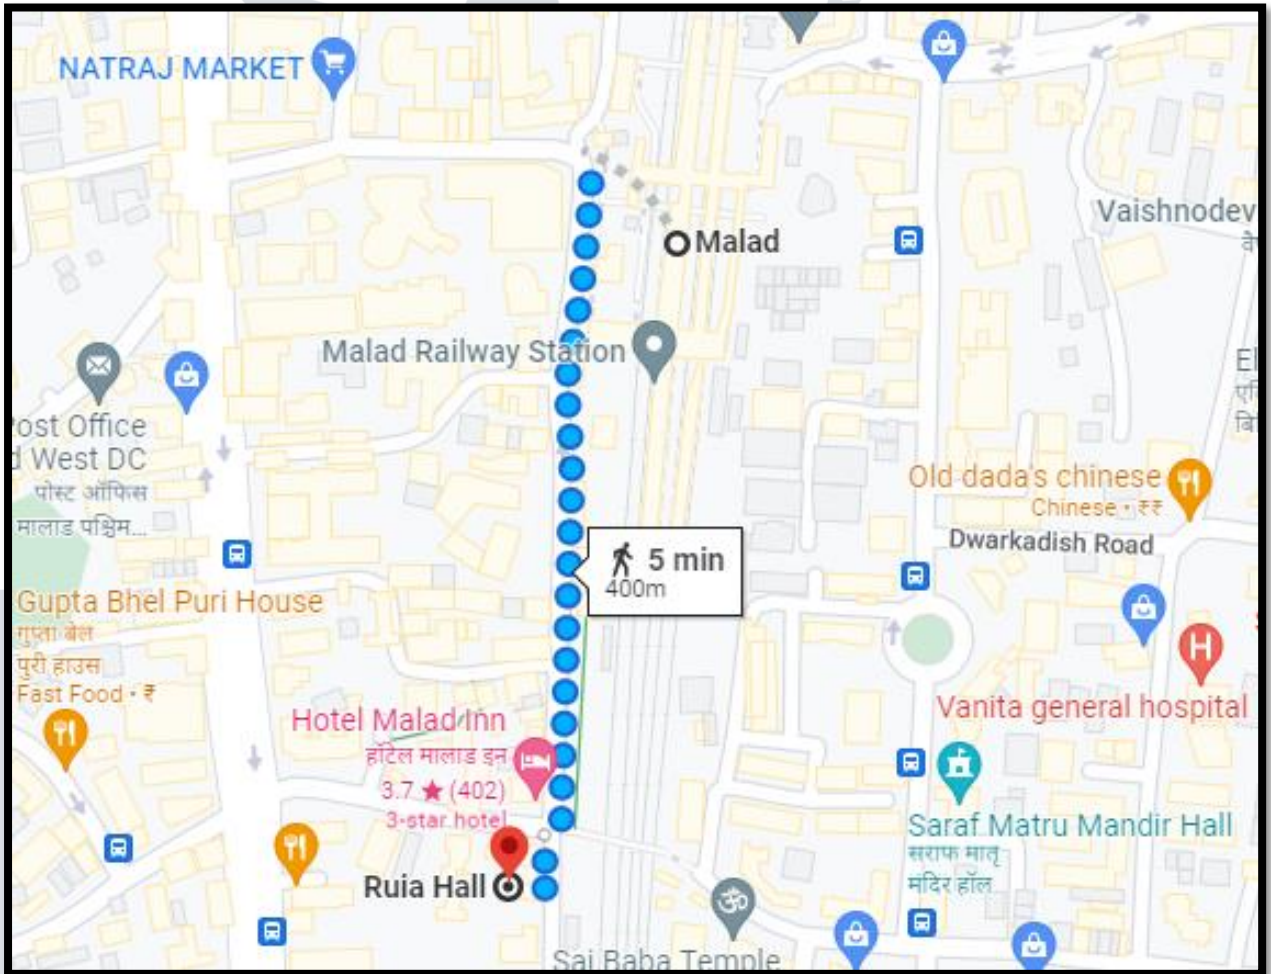 NATRAJ MARKET
Vaishnodev
वै
Malad
Malad Railway Station
El
एलि
बि
ost Office
d West DC
पोस्ट ऑफिस
मालाड पश्चिम...
Old dada's chinese
Chinese · ₹₹
Dwarkadish Road
5 min
400m
Gupta Bhel Puri House
गुप्ता बेल
पुरी हाउस
Fast Food · ₹
H
Vanita general hospital
Hotel Malad Inn
हॉटेल मालाड इन
3.7 ★ (402)
3-star hotel
Saraf Matru Mandir Hall
सराफ मातृ
मंदिर हॉल
Ruia Hall
ॐ
Sai Baba Temple